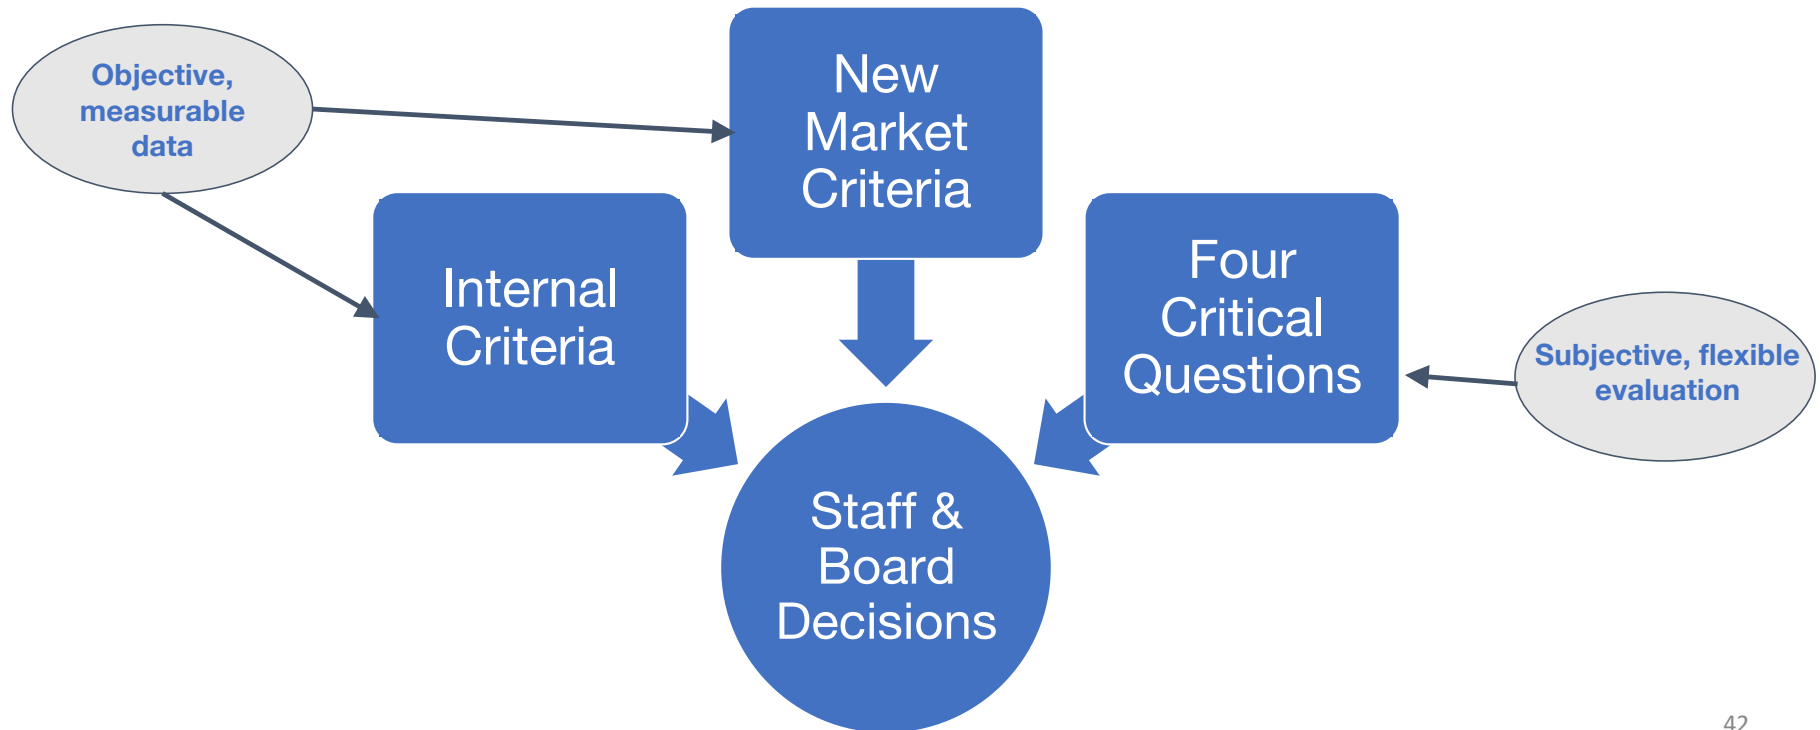 Objective,
measurable
data
New
Market
Criteria
Internal
Criteria
Four
Critical
Questions
Subjective, flexible
evaluation
Staff &
Board
Decisions
42